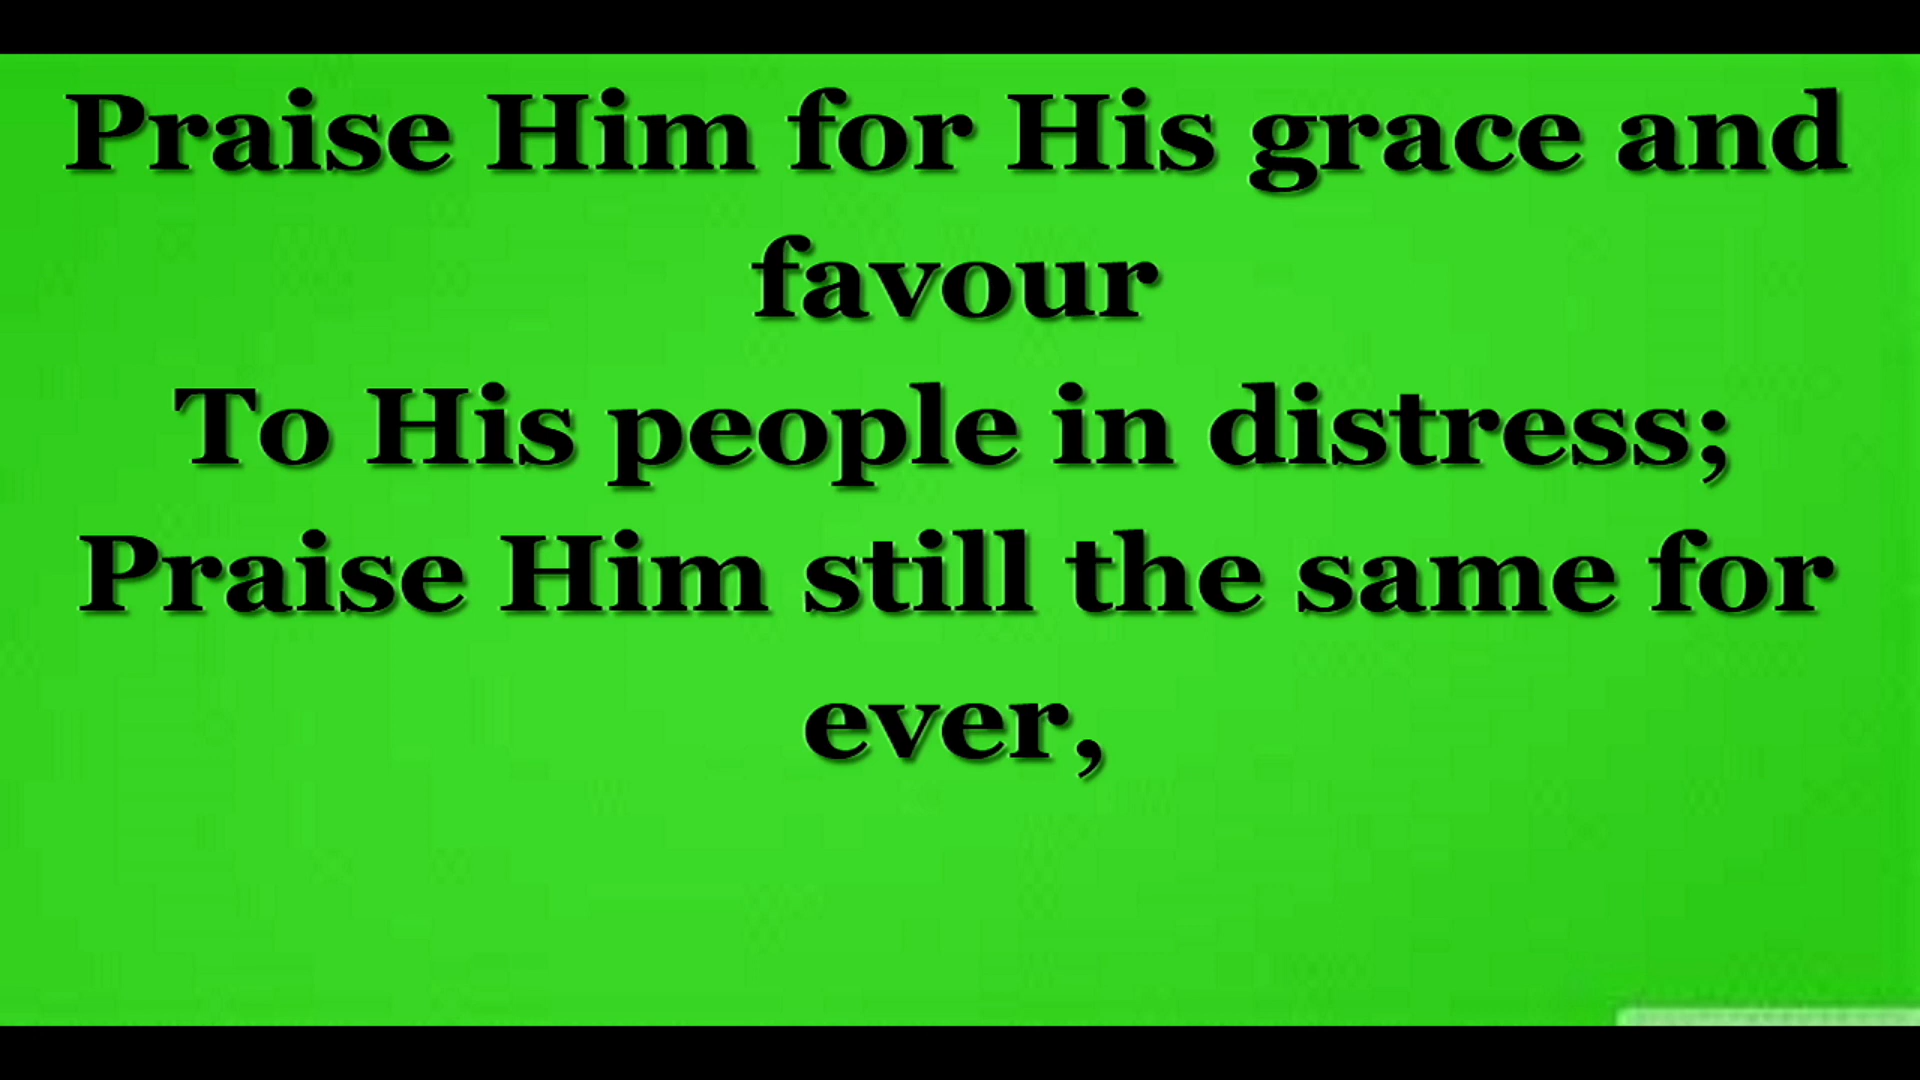 Praise Him for His grace and
favour
To His people in distress;
Praise Him still the same for
ever,